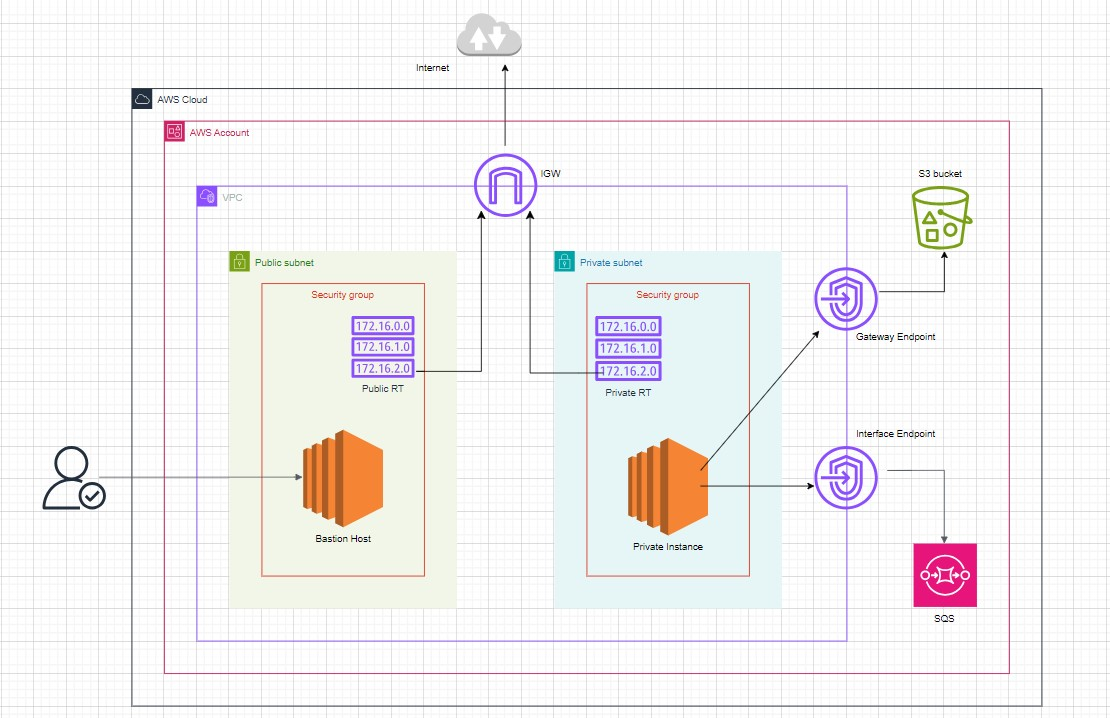 Internet
AWS Cloud
AWS Account
IGW
S3 bucket
VPC
Public subnet
Private subnet
Security group
Security group
172.16.0.0
172.16.1.0
172.16.2.0
Public RT
172.16.0.0
172.16.1.0
172.16.2.0
Private RT
Gateway Endpoint
Interface Endpoint
Bastion Host
Private Instance
SQS